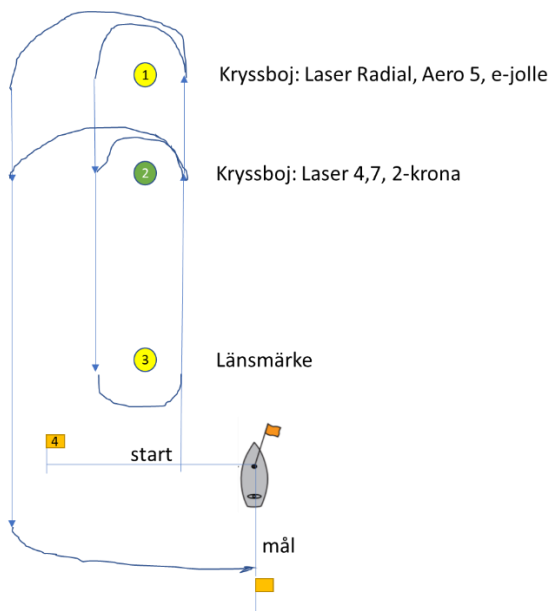 1
Kryssboj: Laser Radial, Aero 5, e-jolle
2
Kryssboj: Laser 4,7, 2-krona
3
Länsmärke
4
start
mål